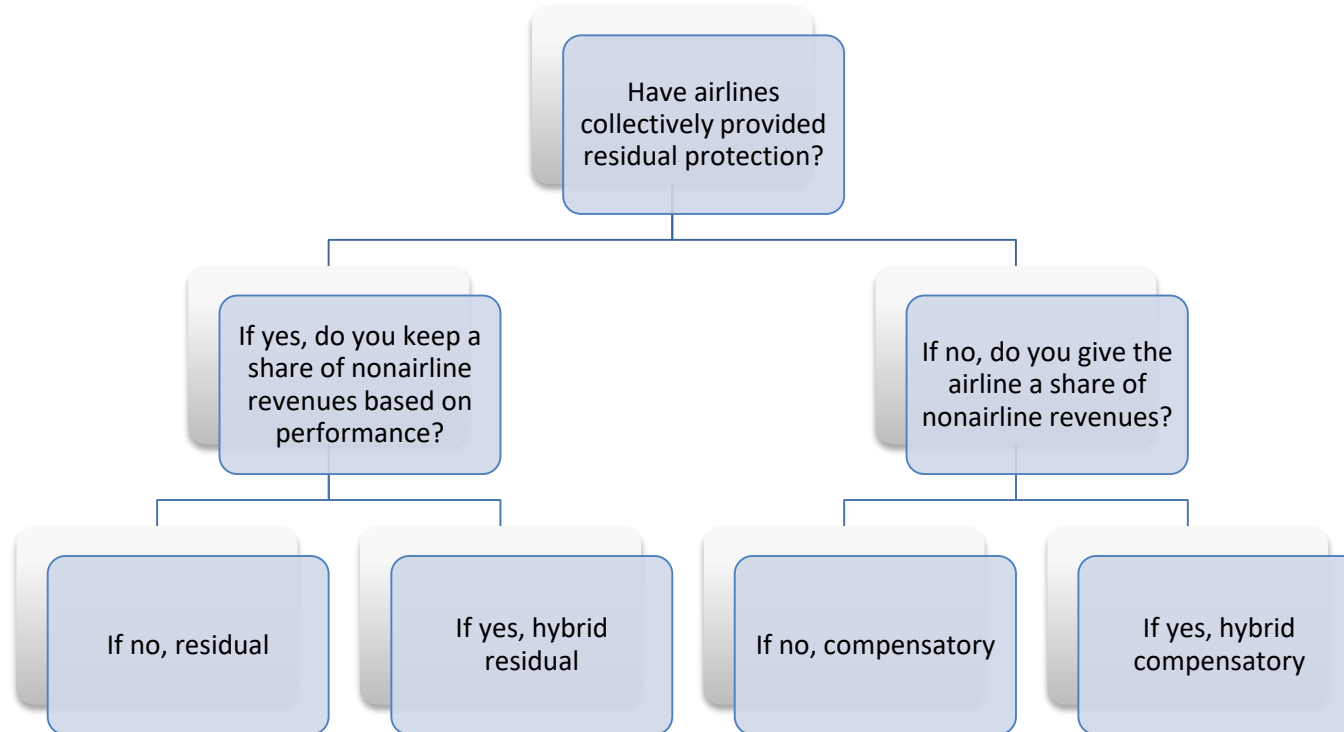 Have airlines
collectively provided
residual protection?
If yes, do you keep a
share of nonairline
revenues based on
performance?
If no, do you give the
airline a share of
nonairline revenues?
If no, residual
If yes, hybrid
residual
If no, compensatory
If yes, hybrid
compensatory